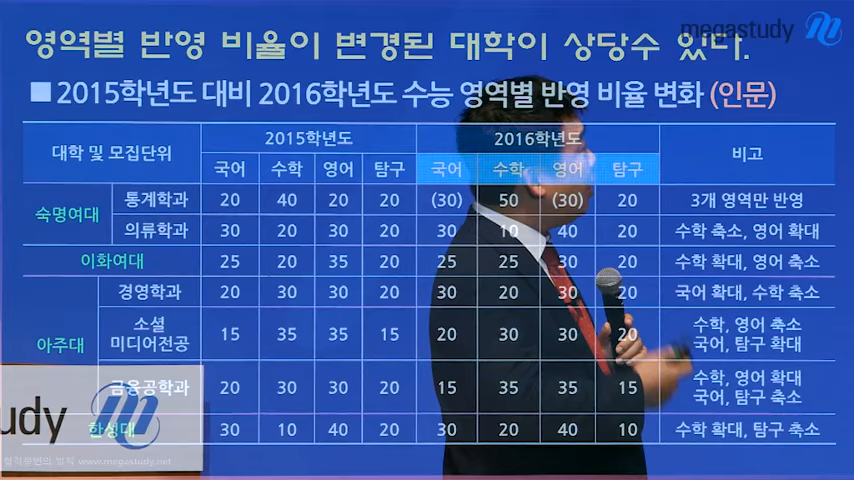 megastudy
영역별 반영 비율이 변경된 대학이 상당수 있다.
■ 2015학년도 대비 2016학년도 수능 영역별 반영 비율 변화 (인문)
대학 및 모집단위 2015학년도 2016학년도 비고
국어 수학 영어 탐구 국어 수학 영어 탐구
숙명여대 통계학과 20 40 20 20 (30) 50 (30) 20 3개 영역만 반영
의류학과 30 20 30 20 30 10 40 20 수학 축소, 영어 확대
이화여대 25 20 35 20 25 25 30 20 수학 확대, 영어 축소
아주대 경영학과 20 30 30 20 30 20 30 20 국어 확대, 수학 축소
소셜 미디어전공 15 35 35 15 20 30 30 20 수학, 영어 축소
국어, 탐구 확대
금융공학과 20 30 30 20 15 35 35 15 수학, 영어 확대
국어, 탐구 축소
한성대 30 10 40 20 30 20 40 10 수학 확대, 탐구 축소
udy
www.megastudy.net